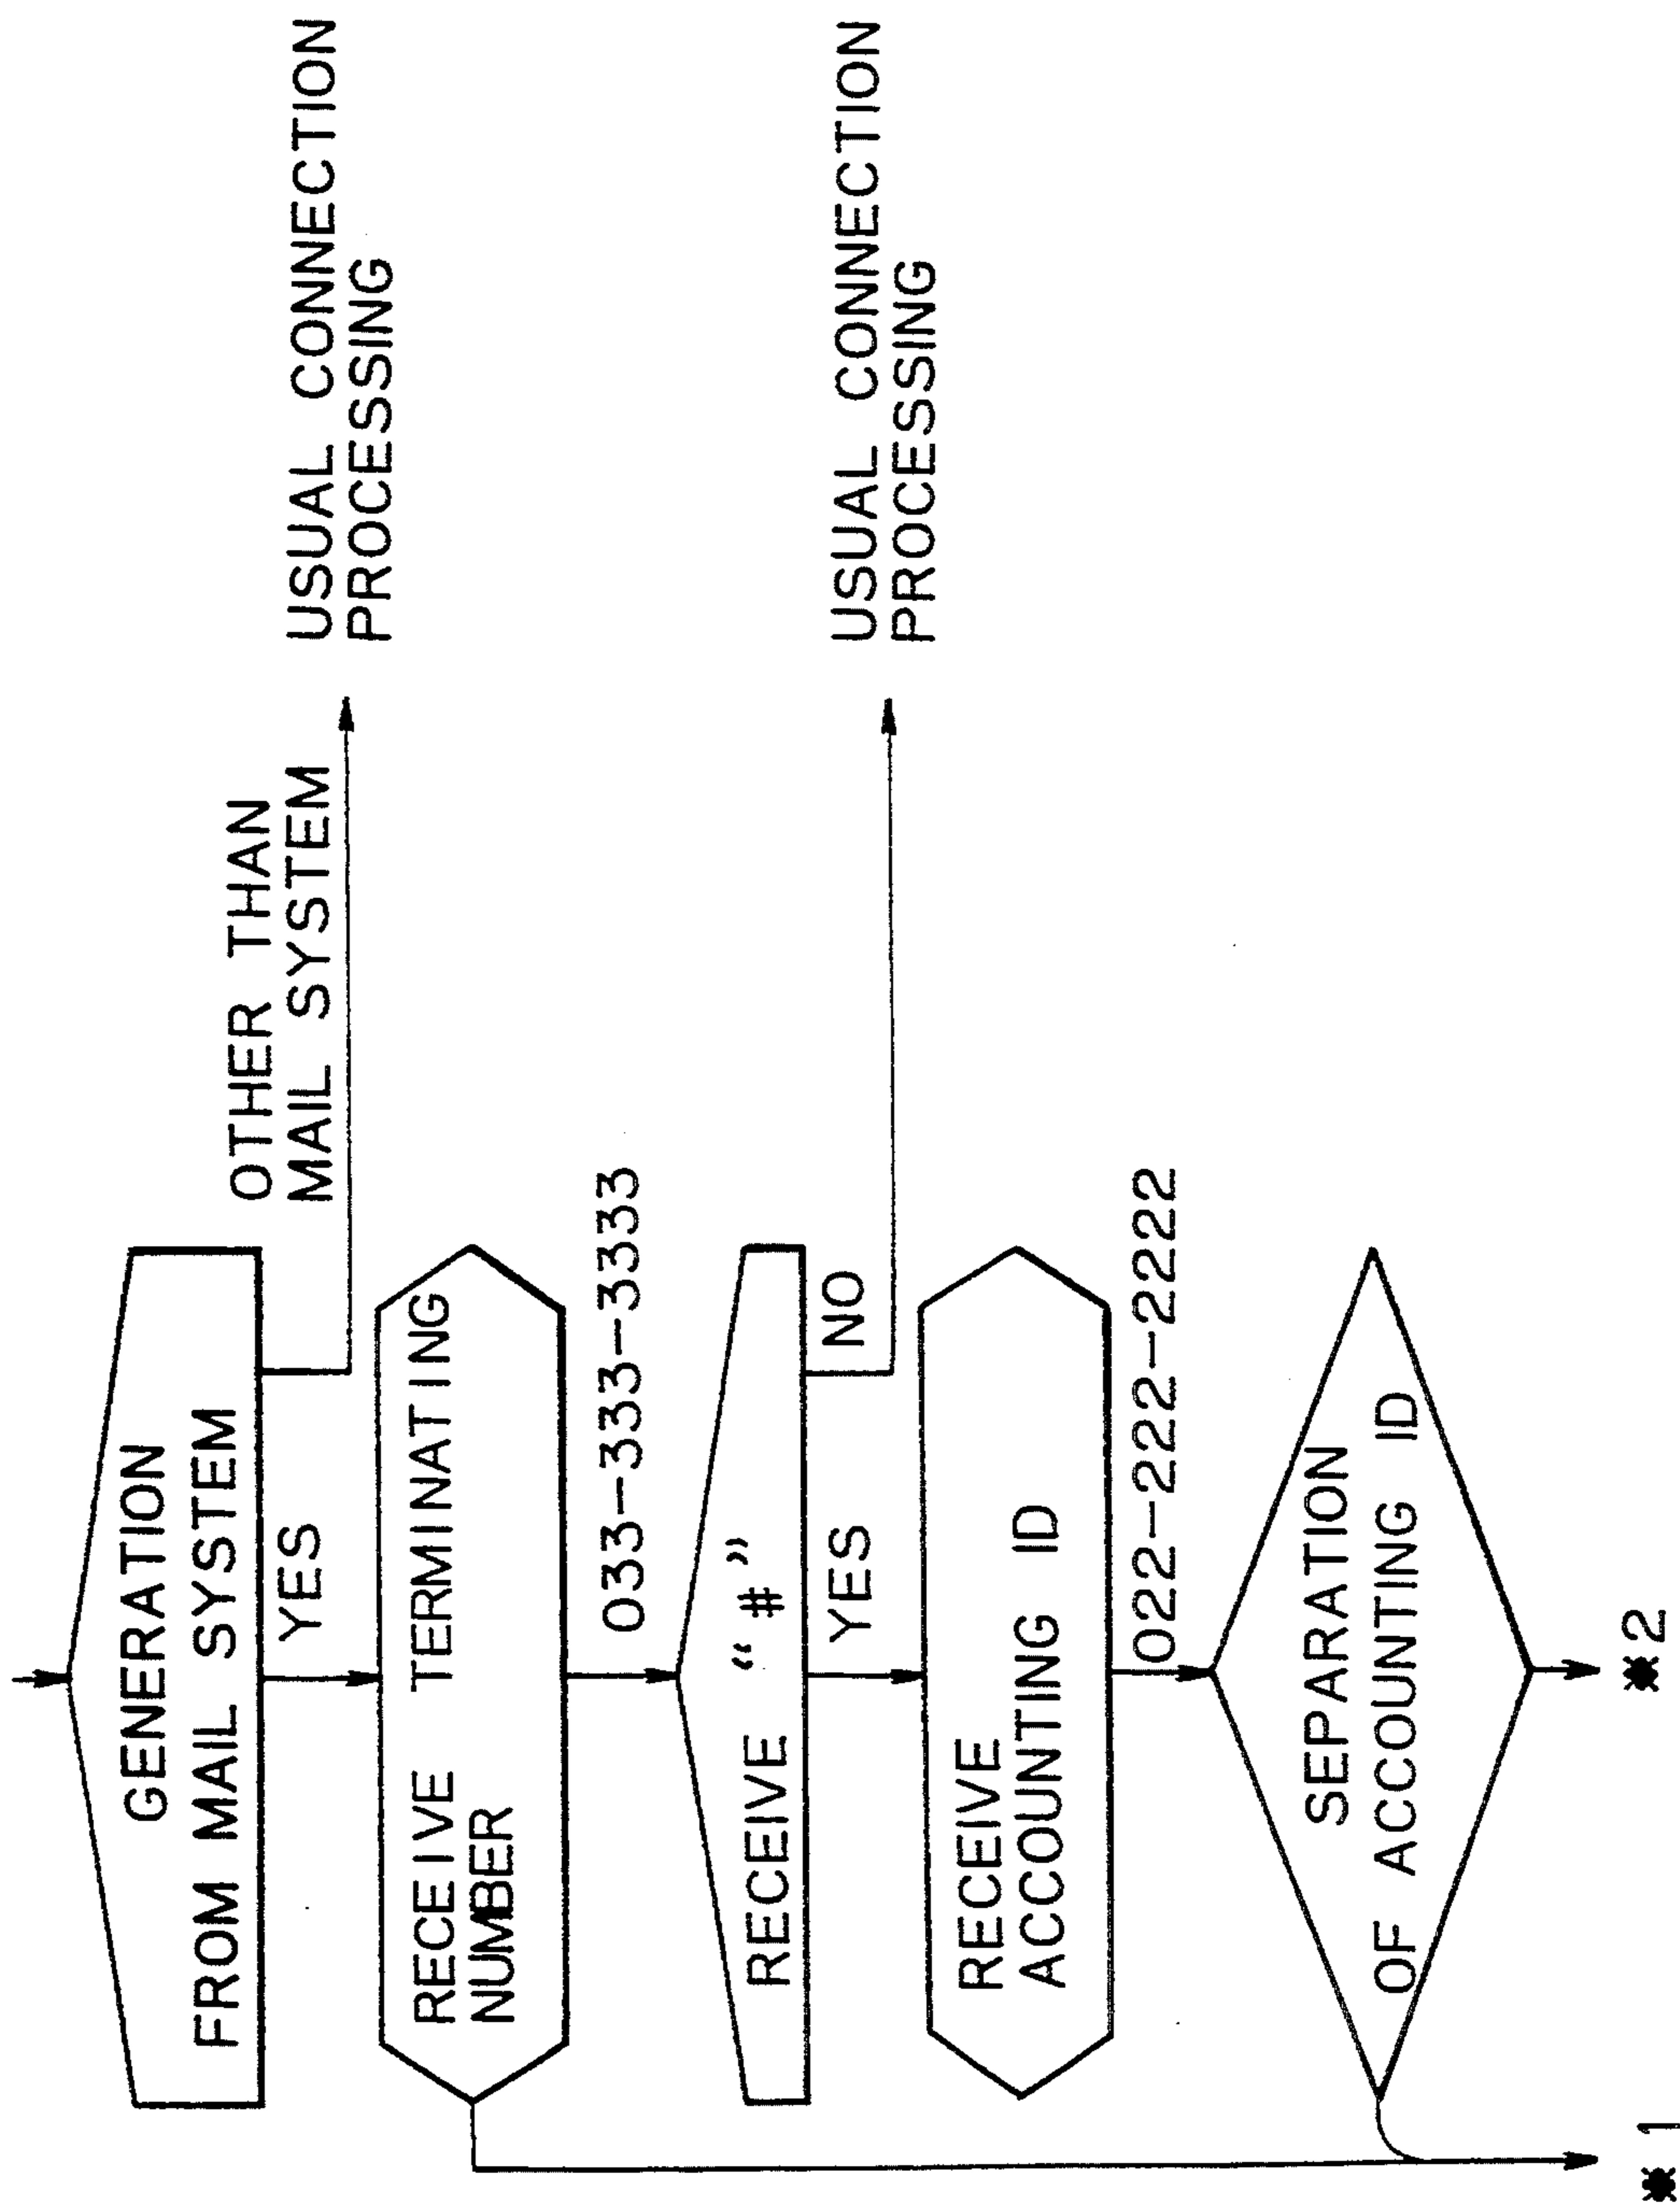 GENERATION
FROM MAIL SYSTEM
OTHER THAN
MAIL SYSTEM
USUAL CONNECTION
PROCESSING
YES
RECEIVE TERMINATING
NUMBER
033-333-3333
RECEIVE “#”
NO
USUAL CONNECTION
PROCESSING
YES
RECEIVE
ACCOUNTING ID
022-222-2222
SEPARATION
OF ACCOUNTING ID
*1
*2